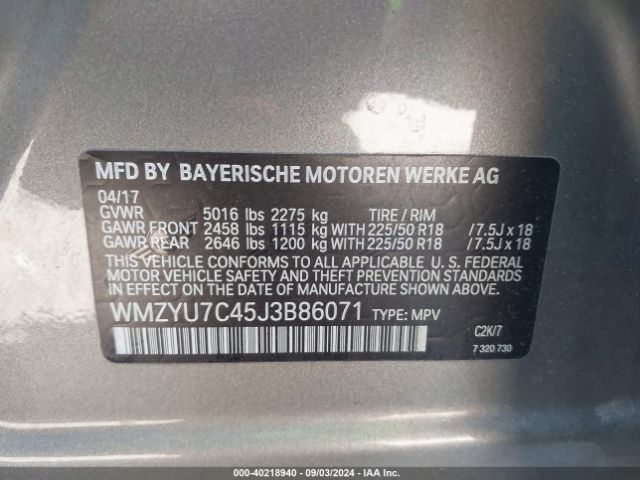 MFD BY BAYERISCHE MOTOREN WERKE AG
04/17
GVWR 5016 lbs 2275 kg TIRE / RIM
GAWR FRONT 2458 lbs 1115 kg WITH 225/50 R18 / 7.5J x 18
GAWR REAR 2646 lbs 1200 kg WITH 225/50 R18 / 7.5J x 18
THIS VEHICLE CONFORMS TO ALL APPLICABLE U. S. FEDERAL
MOTOR VEHICLE SAFETY AND THEFT PREVENTION STANDARDS
IN EFFECT ON THE DATE OF MANUFACTURE SHOWN ABOVE.
WMZYU7C45J3B86071 TYPE: MPV
C2K/7
7 320 730
000-40218940 - 09/03/2024 - IAA Inc.